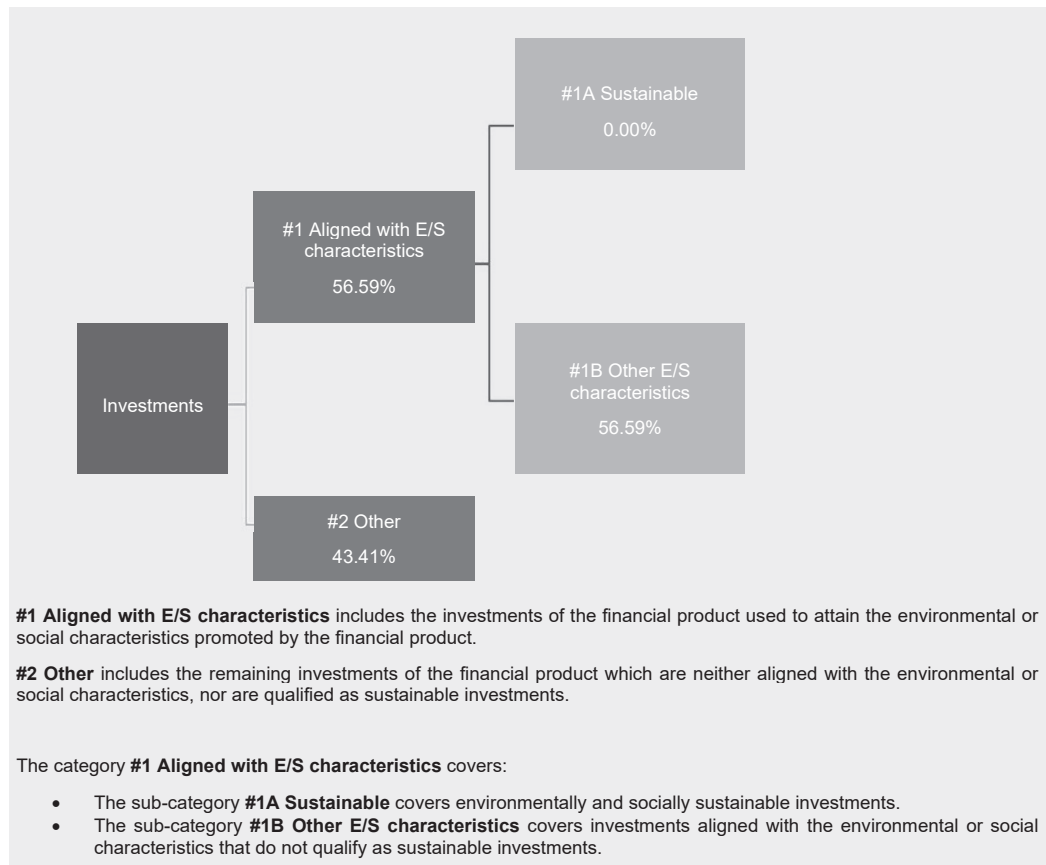 #1A Sustainable
0.00%
#1 Aligned with E/S
characteristics
56.59%
#1B Other E/S
characteristics
56.59%
Investments
#2 Other
43.41%
#1 Aligned with E/S characteristics includes the investments of the financial product used to attain the environmental or
social characteristics promoted by the financial product.
#2 Other includes the remaining investments of the financial product which are neither aligned with the environmental or
social characteristics, nor are qualified as sustainable investments.
The category #1 Aligned with E/S characteristics covers:
• The sub-category #1A Sustainable covers environmentally and socially sustainable investments.
• The sub-category #1B Other E/S characteristics covers investments aligned with the environmental or social
characteristics that do not qualify as sustainable investments.